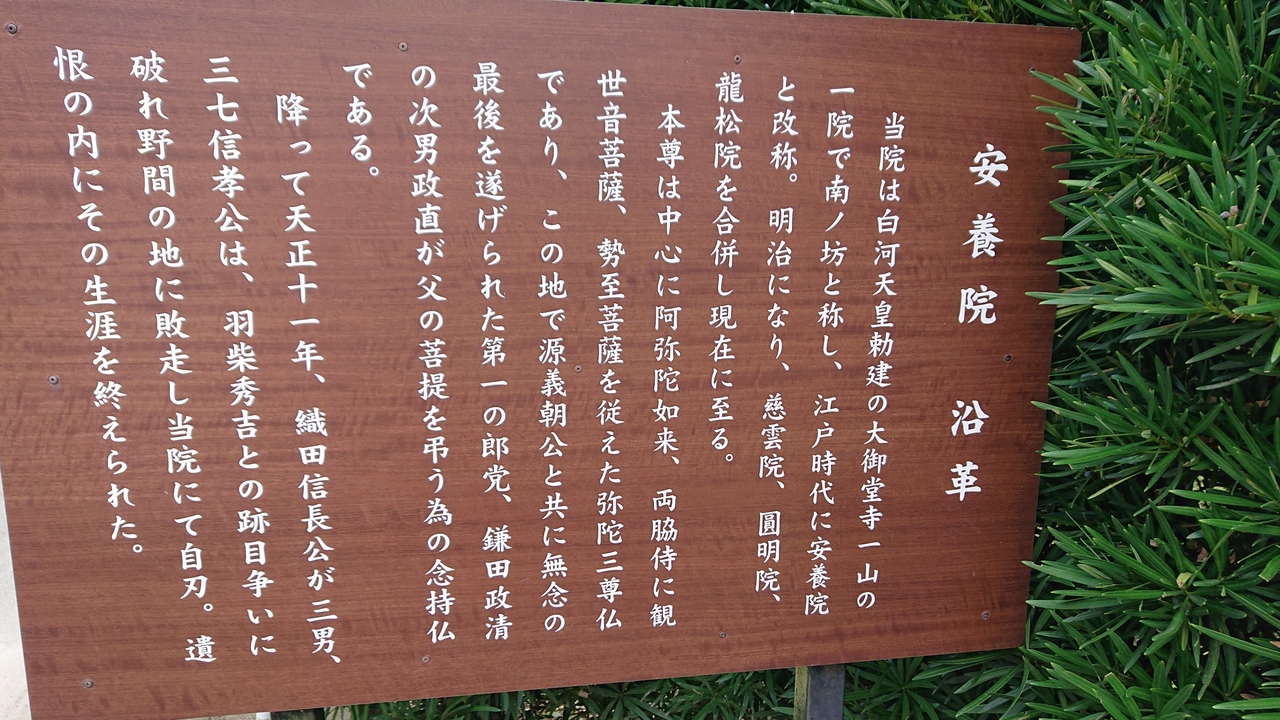 安養院 沿革
当院は白河天皇勅建の大御堂寺一山の
一院で南ノ坊と称し、江戸時代に安養院
と改称。明治になり、慈雲院、圓明院、
龍松院を合併し現在に至る。
本尊は中心に阿弥陀如来、両脇侍に観
世音菩薩、勢至菩薩を従えた弥陀三尊仏
であり、この地で源義朝公と共に無念の
最後を遂げられた第一の郎党、鎌田政清
の次男政直が父の菩提を弔う為の念持仏
である。
降って天正十一年、織田信長公が三男、
三七信孝公は、羽柴秀吉との跡目争いに
破れ野間の地に敗走し当院にて自刃。遺
恨の内にその生涯を終えられた。